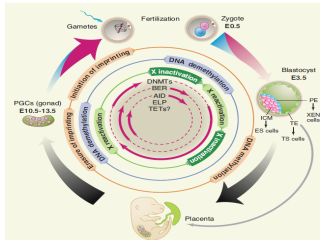 Gametes
Fertilization
Zygote
E0.5
Initiation of imprinting
DNA demethylation
X inactivation
DNMTs
BER
AID
ELP
TETs?
X reactivation
X inactivation
DNA methylation
Erasure of imprinting
DNA demethylation
X reactivation
PGCs (gonad)
E10.5-13.5
Blastocyst
E3.5
PE
XEN
cells
ICM
ES cells
TE
TS cells
Placenta